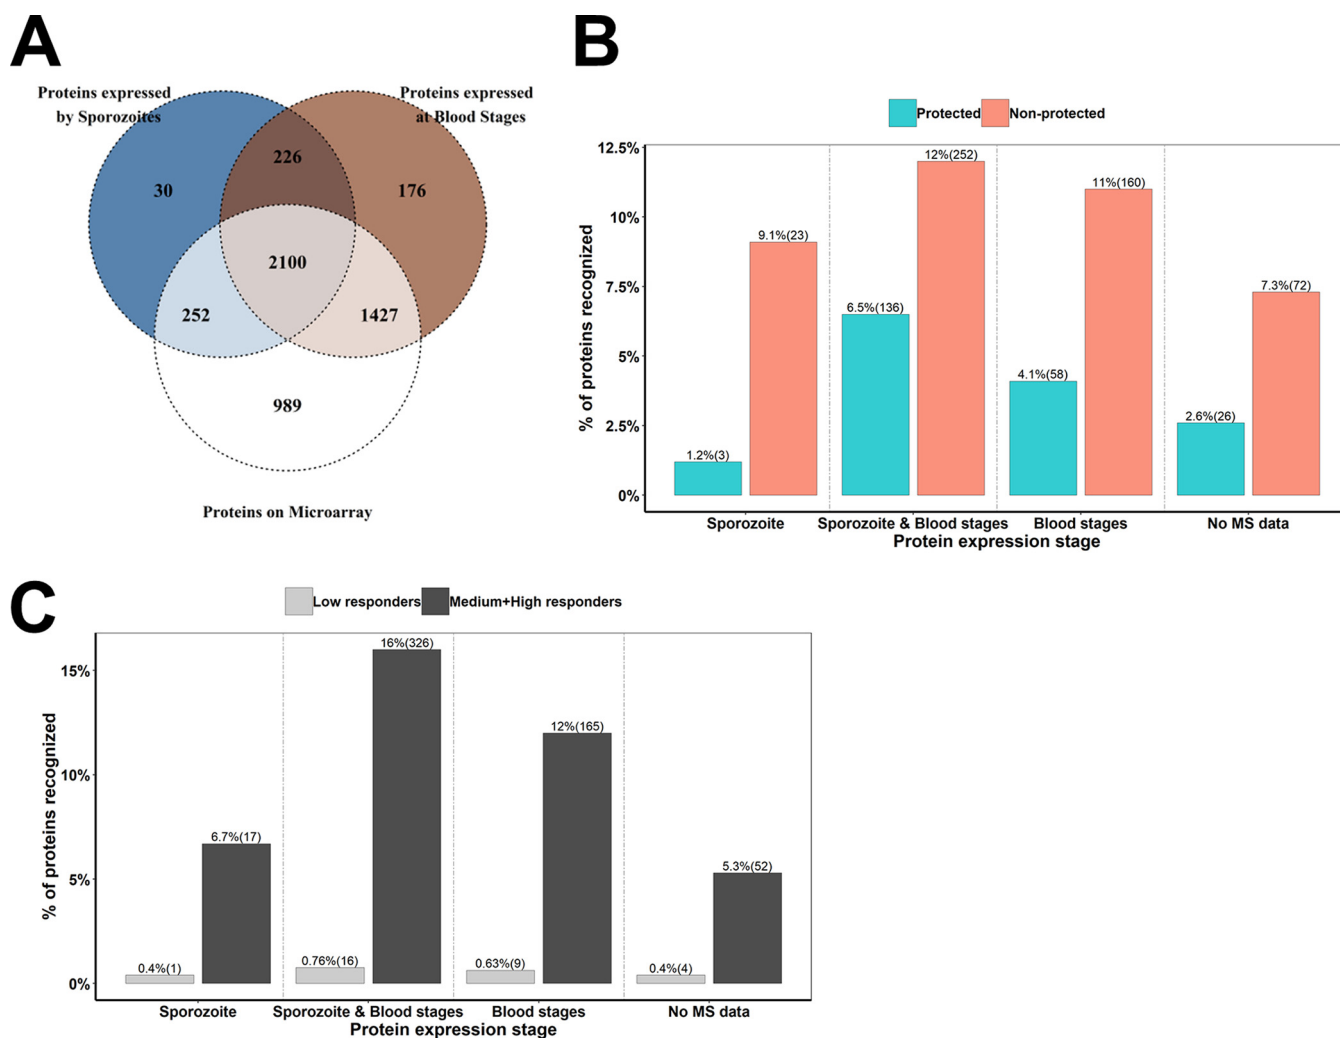 A
Proteins expressed
by Sporozoites
Proteins expressed
at Blood Stages
226
30
176
2100
252
1427
989
Proteins on Microarray
B
Protected
Non-protected
% of proteins recognized
12.5%
10%
7.5%
5%
2.5%
0%
1.2%(3)
9.1%(23)
6.5%(136)
12%(252)
4.1%(58)
11%(160)
2.6%(26)
7.3%(72)
Sporozoite
Sporozoite & Blood stages
Blood stages
No MS data
Protein expression stage
C
Low responders
Medium+High responders
% of proteins recognized
15%
10%
5%
0%
0.4%(1)
6.7%(17)
0.76%(16)
16%(326)
0.63%(9)
12%(165)
0.4%(4)
5.3%(52)
Sporozoite
Sporozoite & Blood stages
Blood stages
No MS data
Protein expression stage